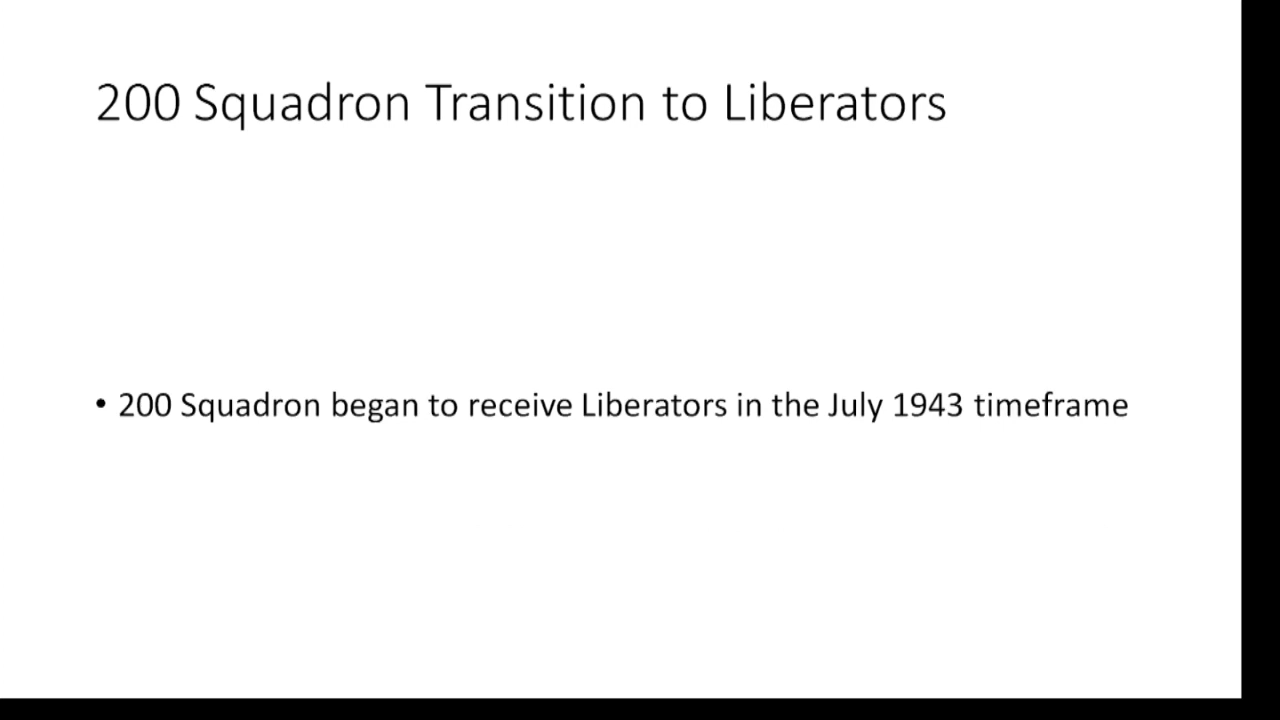 200 Squadron Transition to Liberators
• 200 Squadron began to receive Liberators in the July 1943 timeframe